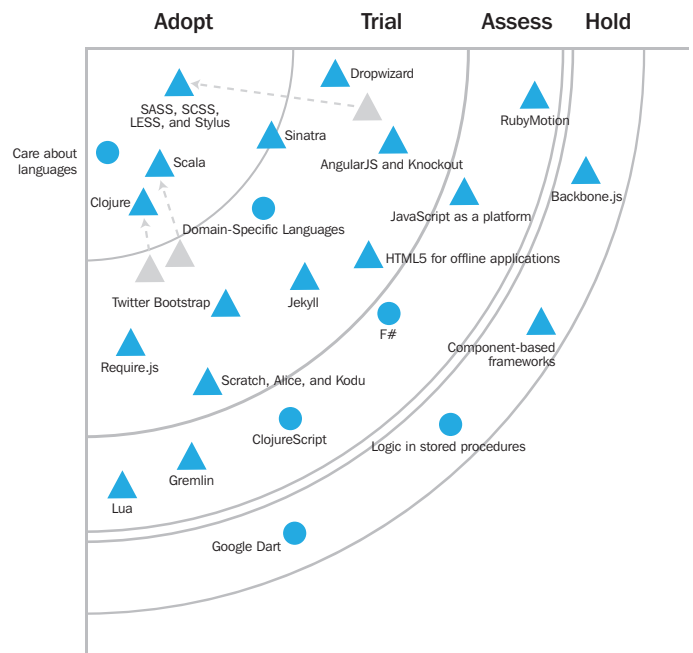 Adopt
Trial
Assess
Hold
Dropwizard
SASS, SCSS,
LESS, and Stylus
RubyMotion
Sinatra
Care about
languages
Scala
AngularJS and Knockout
Backbone.js
Clojure
JavaScript as a platform
Domain-Specific Languages
HTML5 for offline applications
Twitter Bootstrap
Jekyll
F#
Component-based
frameworks
Require.js
Scratch, Alice, and Kodu
ClojureScript
Logic in stored procedures
Gremlin
Lua
Google Dart